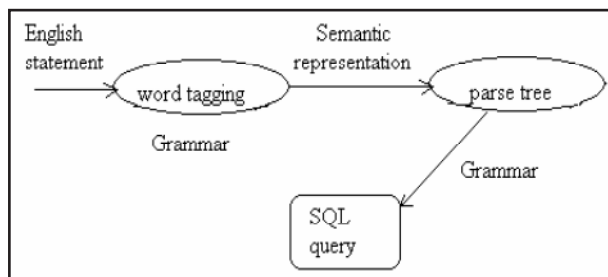 English
statement
Semantic
representation
word tagging
parse tree
Grammar
Grammar
SQL
query